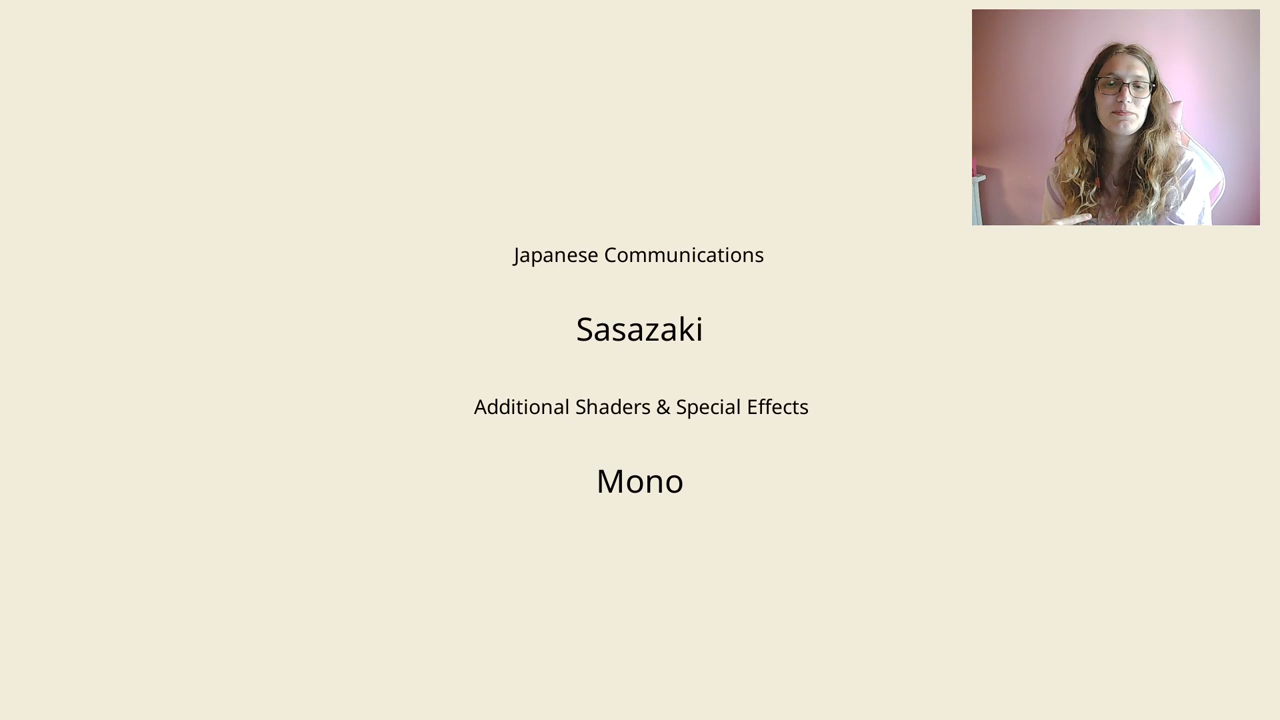 Japanese Communications
Sasazaki
Additional Shaders & Special Effects
Mono